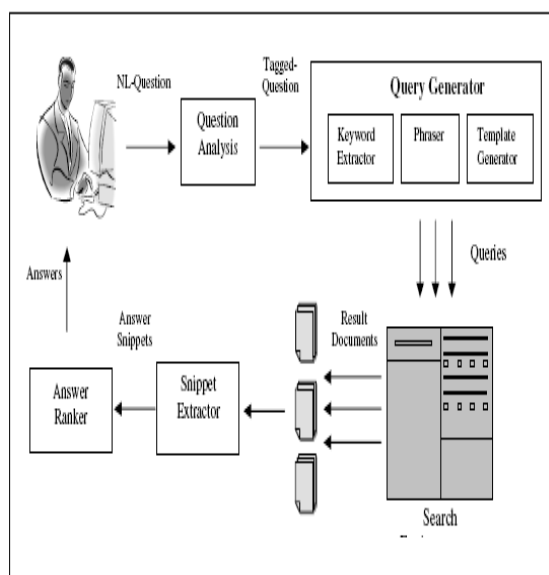 NL-Question
Tagged-
Question
Query Generator
Question
Analysis
Keyword
Extractor
Phraser
Template
Generator
Queries
Answers
Answer
Snippets
Result
Documents
Answer
Ranker
Snippet
Extractor
Search